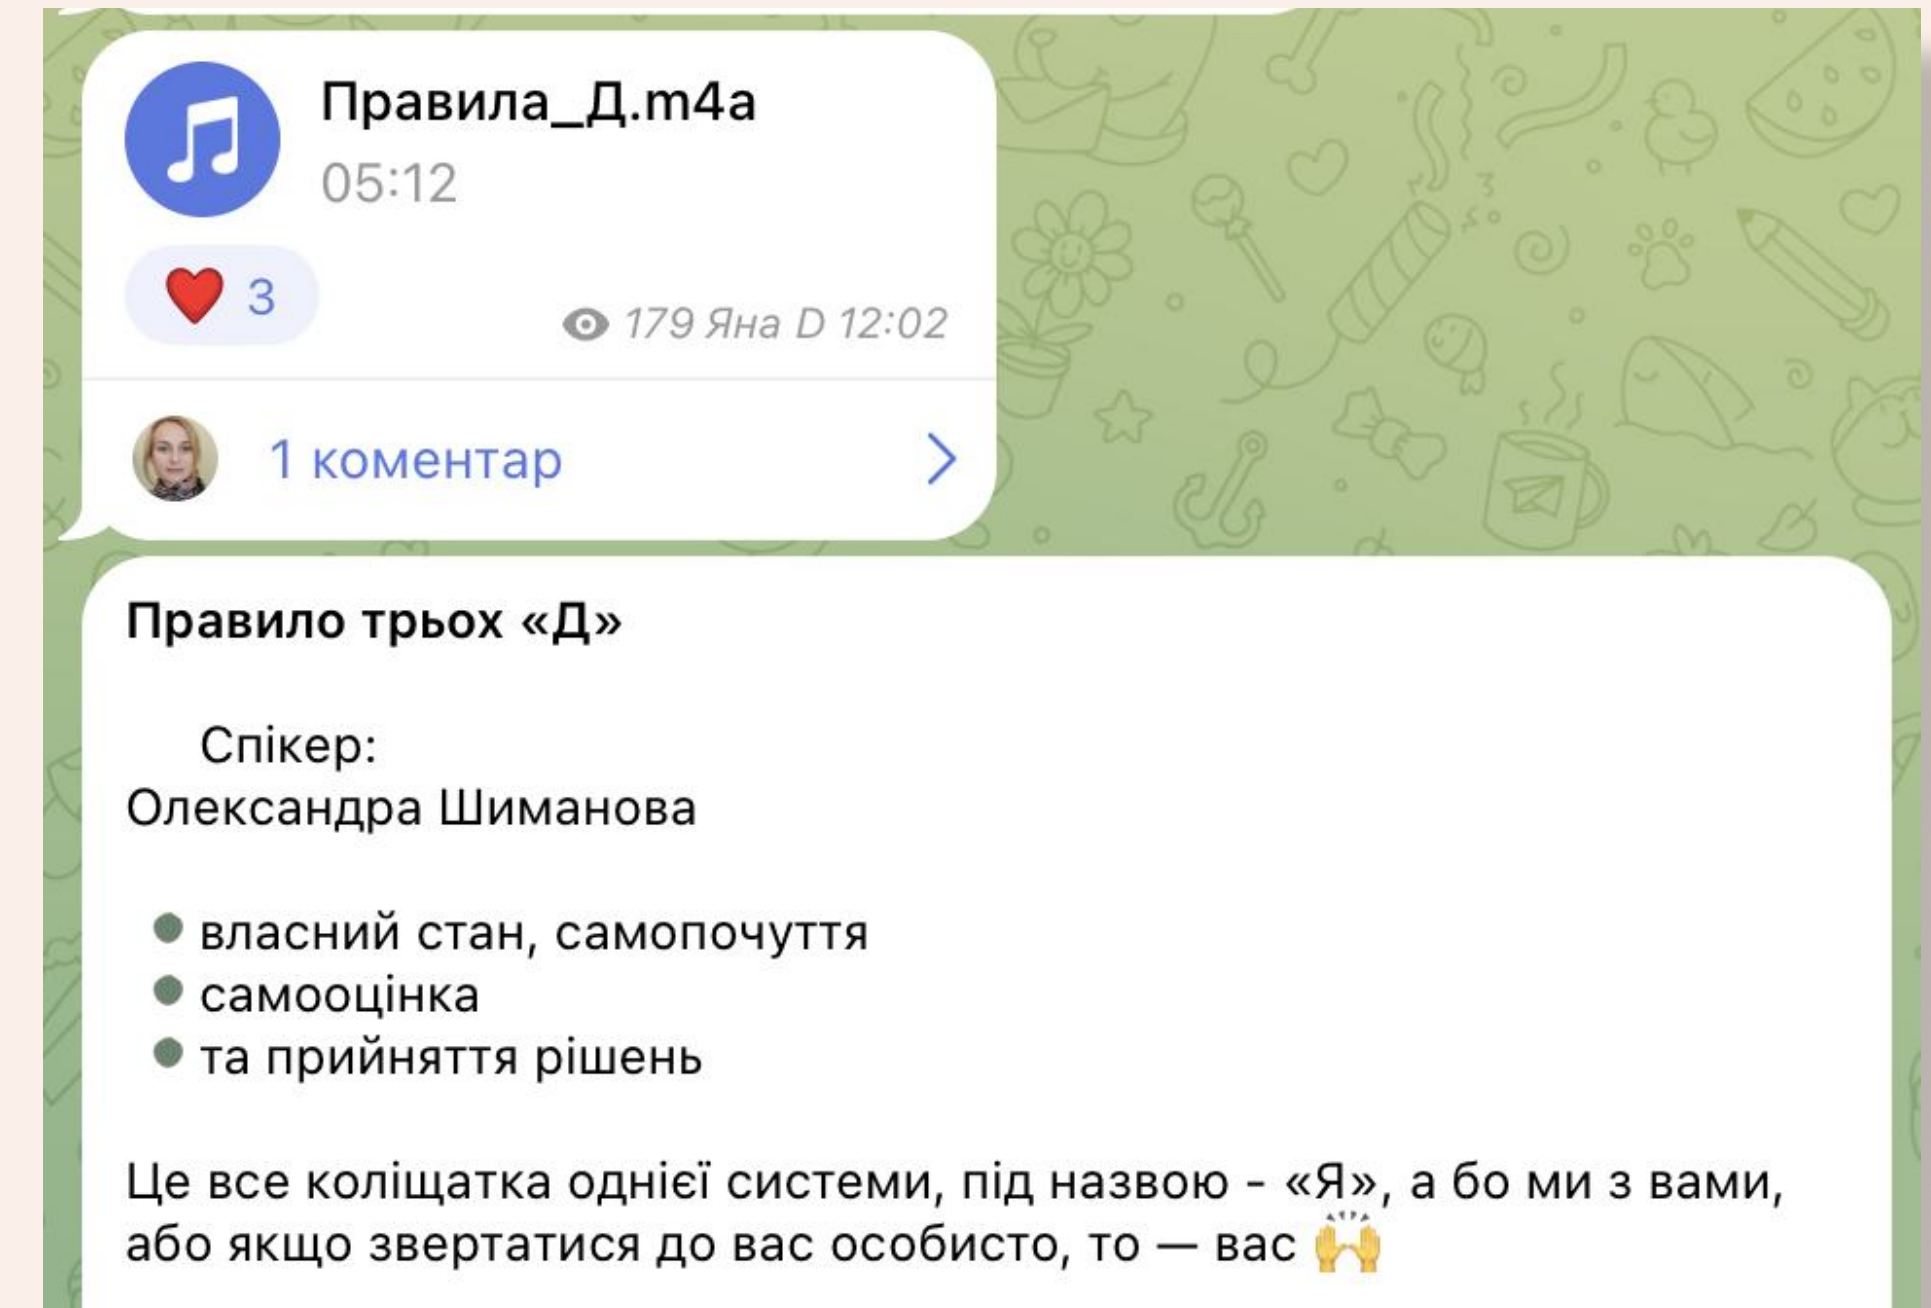 Правила_Д.m4a
05:12
❤️ 3
179 Яна D 12:02
1 коментар
Правило трьох «Д»
Спікер:
Олександра Шиманова
власний стан, самопочуття
самооцінка
та прийняття рішень
Це все коліщатка однієї системи, під назвою - «Я», а бо ми з вами,
або якщо звертатися до вас особисто, то — вас 🙌